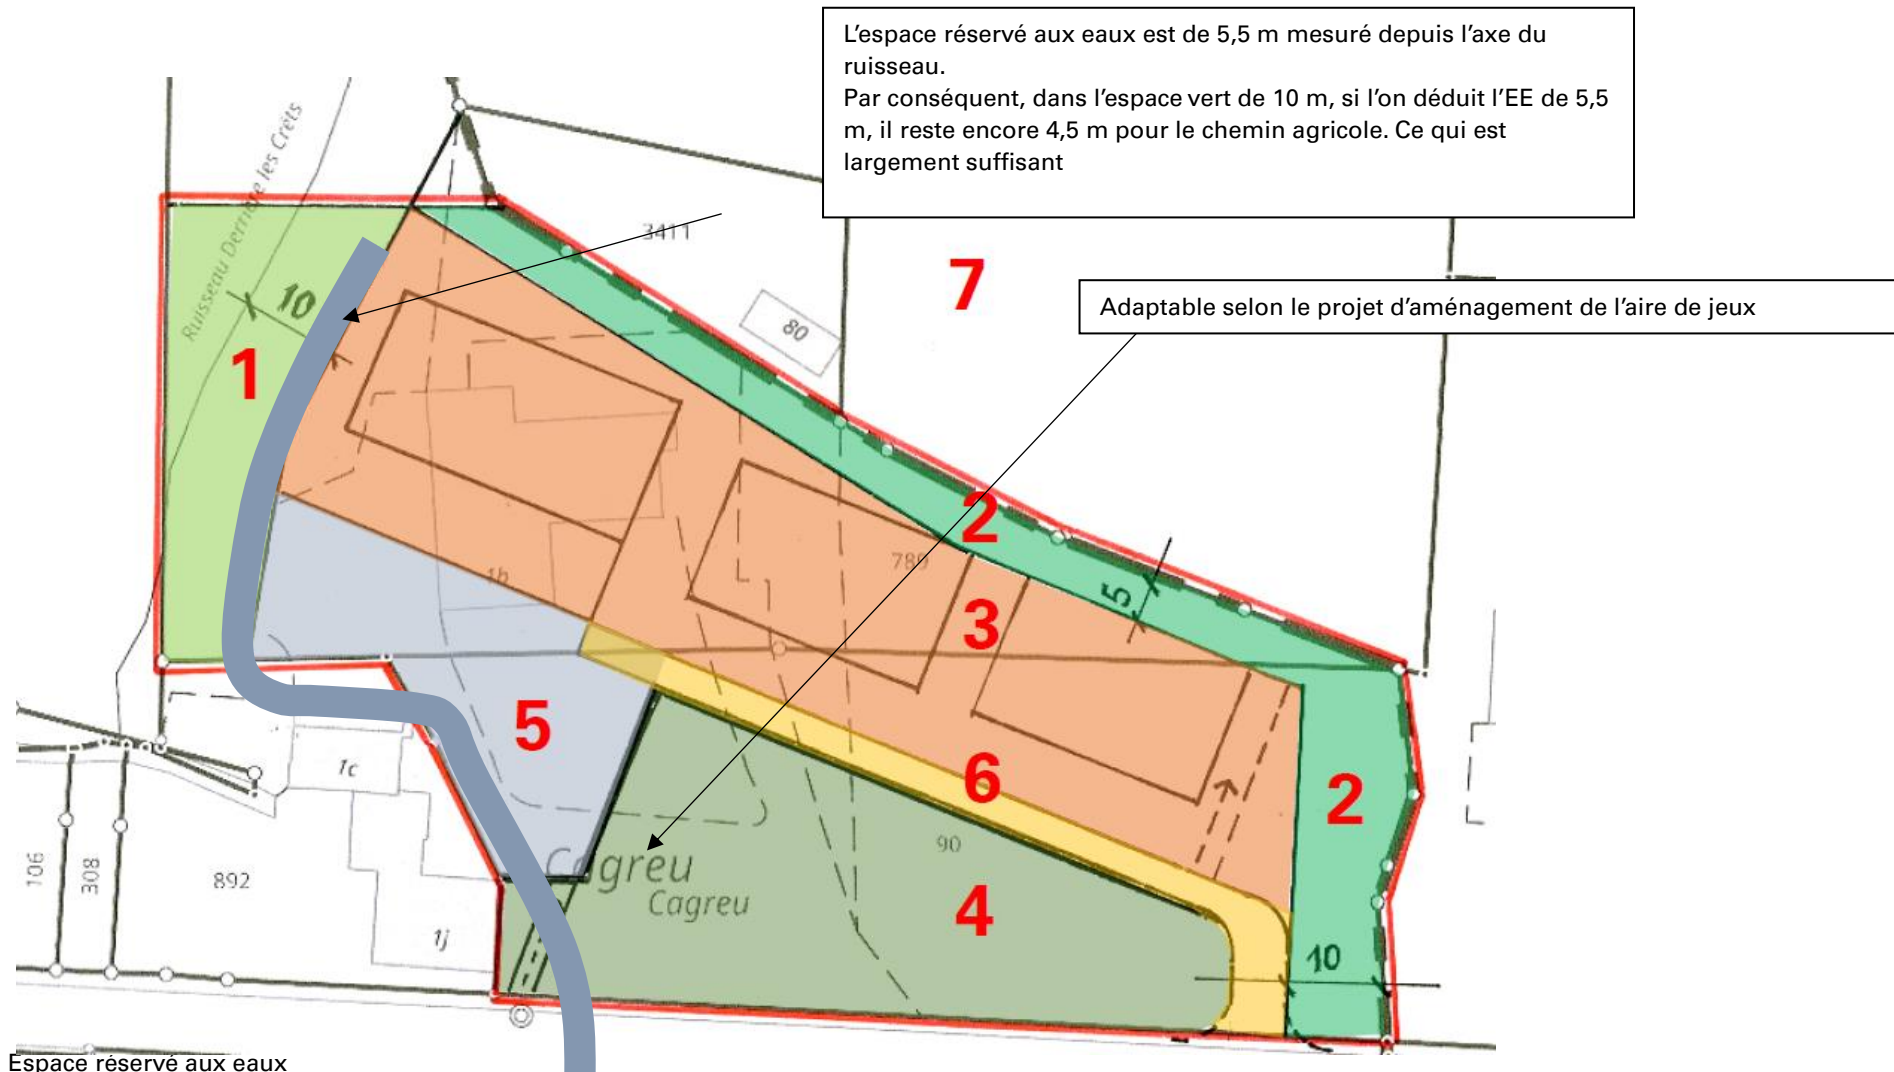 L'espace réservé aux eaux est de 5,5 m mesuré depuis l'axe du
ruisseau.
Par conséquent, dans l'espace vert de 10 m, si l'on déduit l'EE de 5,5
m, il reste encore 4,5 m pour le chemin agricole. Ce qui est
largement suffisant
Ruisseau Derrière les Crêts
3411
7
10
Adaptable selon le projet d'aménagement de l'aire de jeux
80
1
2
789
1b
5
3
5
1c
6
2
90
Cagreu
Cagreu
106
308
892
1j
4
10
Espace réservé aux eaux